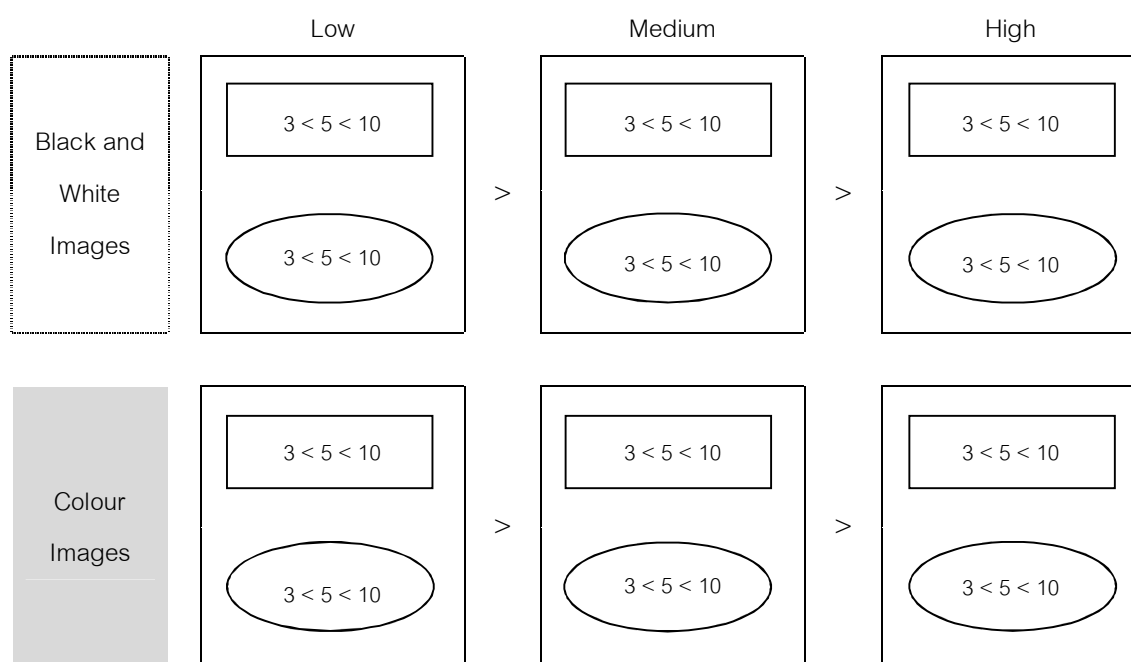 Low Medium High
Black and
White
Images
3 < 5 < 10 3 < 5 < 10 3 < 5 < 10
> >
3 < 5 < 10 3 < 5 < 10 3 < 5 < 10
Colour
Images
3 < 5 < 10 3 < 5 < 10 3 < 5 < 10
> >
3 < 5 < 10 3 < 5 < 10 3 < 5 < 10